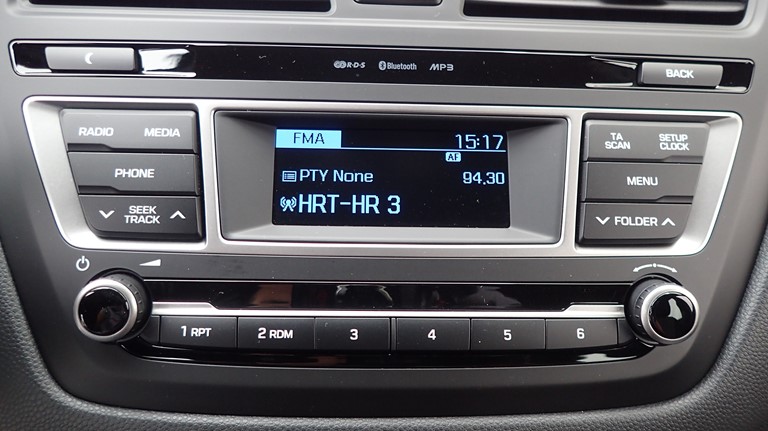 R·D·S Bluetooth MP3
BACK
RADIO MEDIA
PHONE
SEEK
TRACK
FMA 15:17
AF
PTY None 94.30
HRT-HR 3
TA
SCAN
SETUP
CLOCK
MENU
FOLDER
1 RPT 2 RDM 3 4 5 6